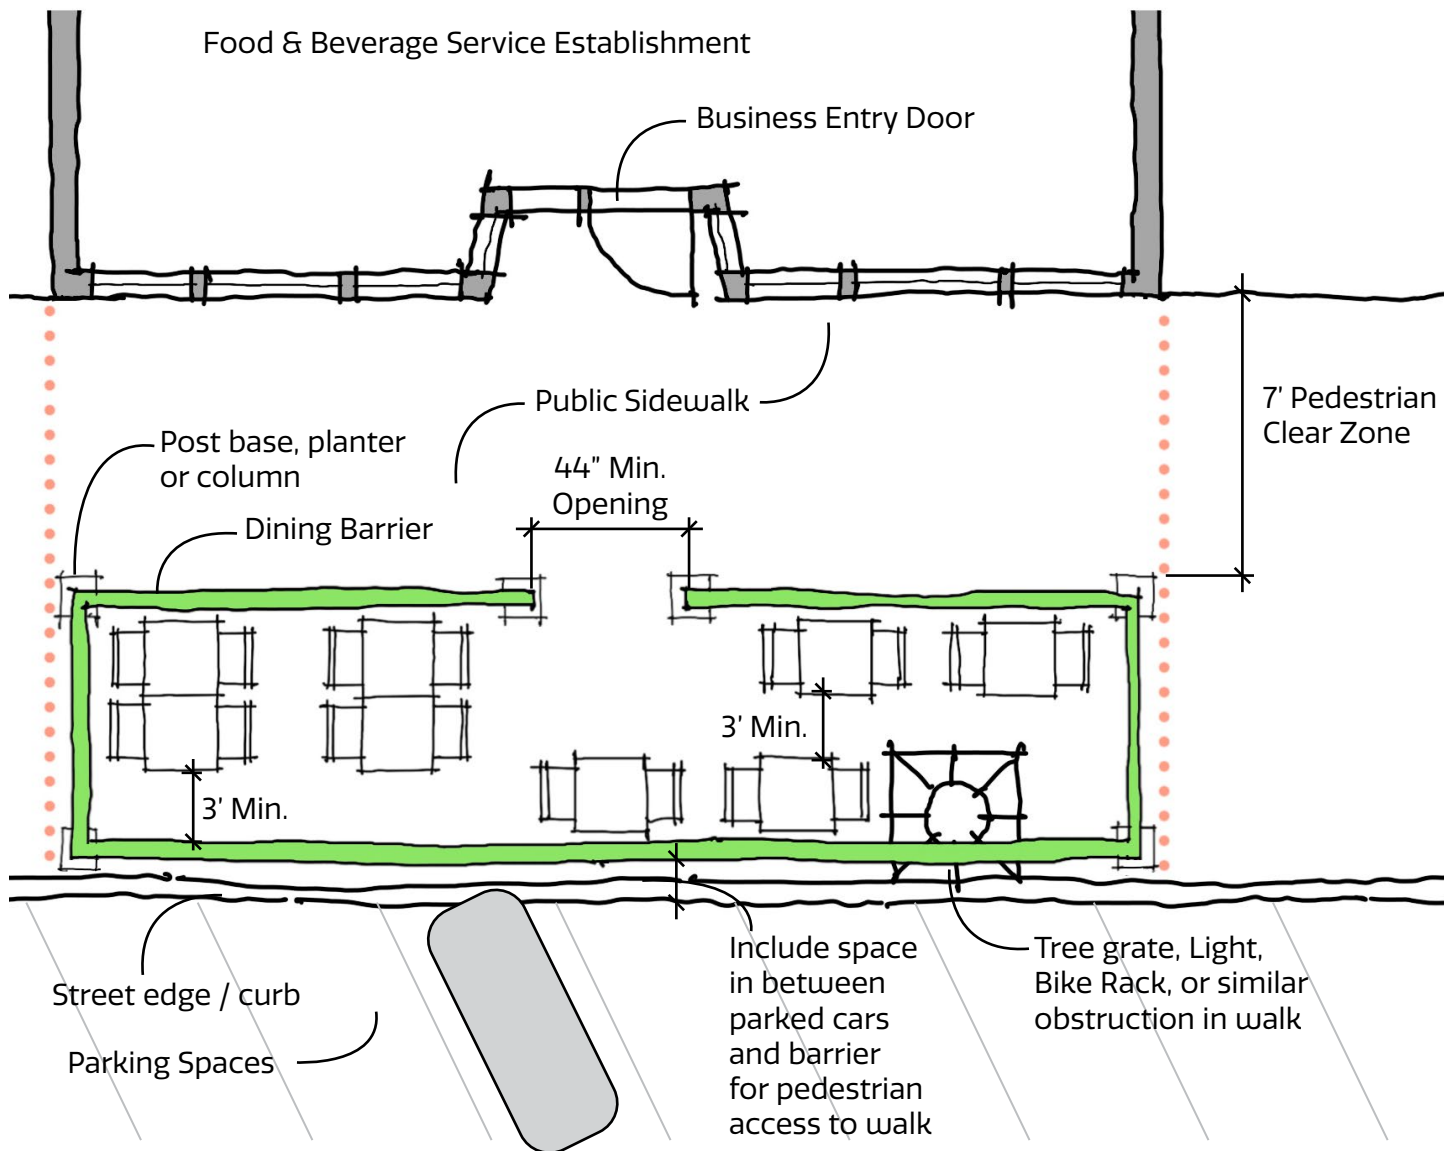 Food & Beverage Service Establishment
Business Entry Door
Public Sidewalk
7' Pedestrian
Clear Zone
Post base, planter
or column
44" Min.
Opening
Dining Barrier
3' Min.
3' Min.
Street edge / curb
Parking Spaces
Include space
in between
parked cars
and barrier
for pedestrian
access to walk
Tree grate, Light,
Bike Rack, or similar
obstruction in walk